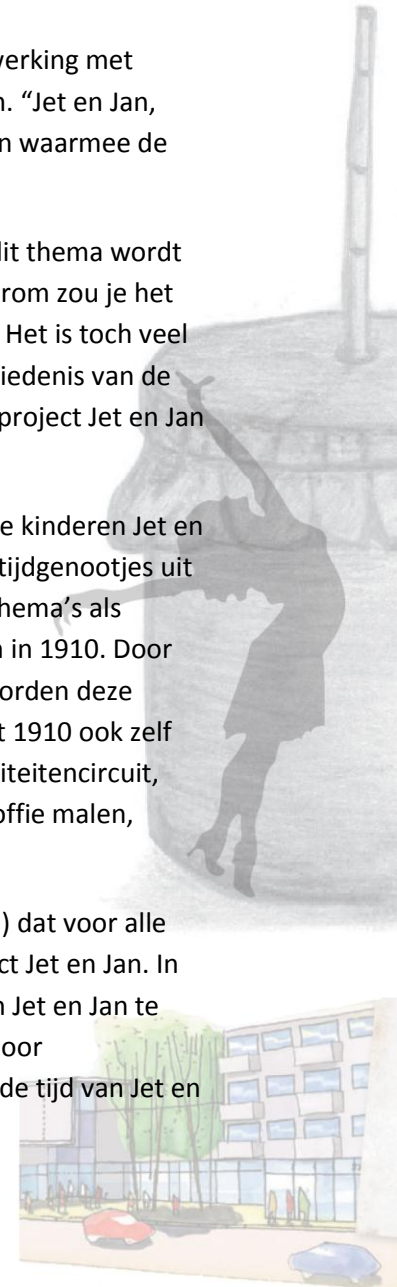 werking met
n. “Jet en Jan,
n waarmee de
dit thema wordt
rom zou je het
Het is toch veel
iedenis van de
project Jet en Jan
e kinderen Jet en
tijdgenootjes uit
hema’s als
n in 1910. Door
orden deze
t 1910 ook zelf
iteitencircuit,
offie malen,
) dat voor alle
ct Jet en Jan. In
n Jet en Jan te
oor
de tijd van Jet en